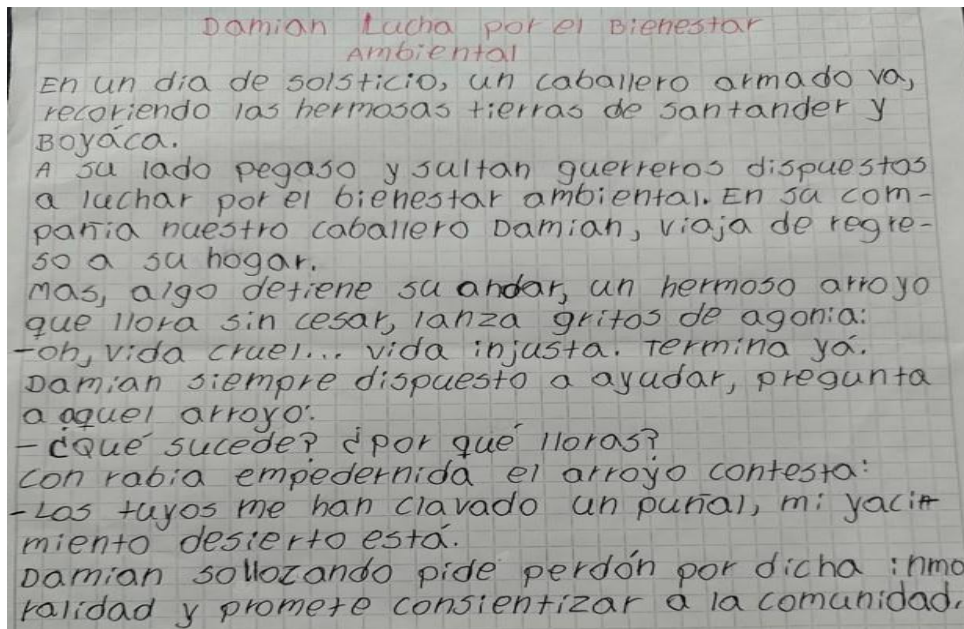 Damian Lucha por el Bienestar
Ambiental
En un dia de solsticio, un caballero armado va,
recoriendo las hermosas tierras de santander y
Boyáca.
A su lado pegaso y sultan guerreros dispuestos
a luchar por el bienestar ambiental. En su com-
pañia nuestro caballero Damian, viaja de regre-
so a su hogar.
Mas, algo detiene su andar, un hermoso arroyo
que llora sin cesar, lanza gritos de agonia:
-oh, vida cruel... vida injusta. Termina yá.
Damian siempre dispuesto a ayudar, pregunta
a aquel arroyo:
-¿Qué sucede? ¿por qué lloras?
con rabia empedernida el arroyo contesta:
-Los tuyos me han clavado un puñal, mi yacin
miento desierto está.
Damian sollozando pide perdón por dicha inmo
ralidad y promete consientizar a la comunidad.